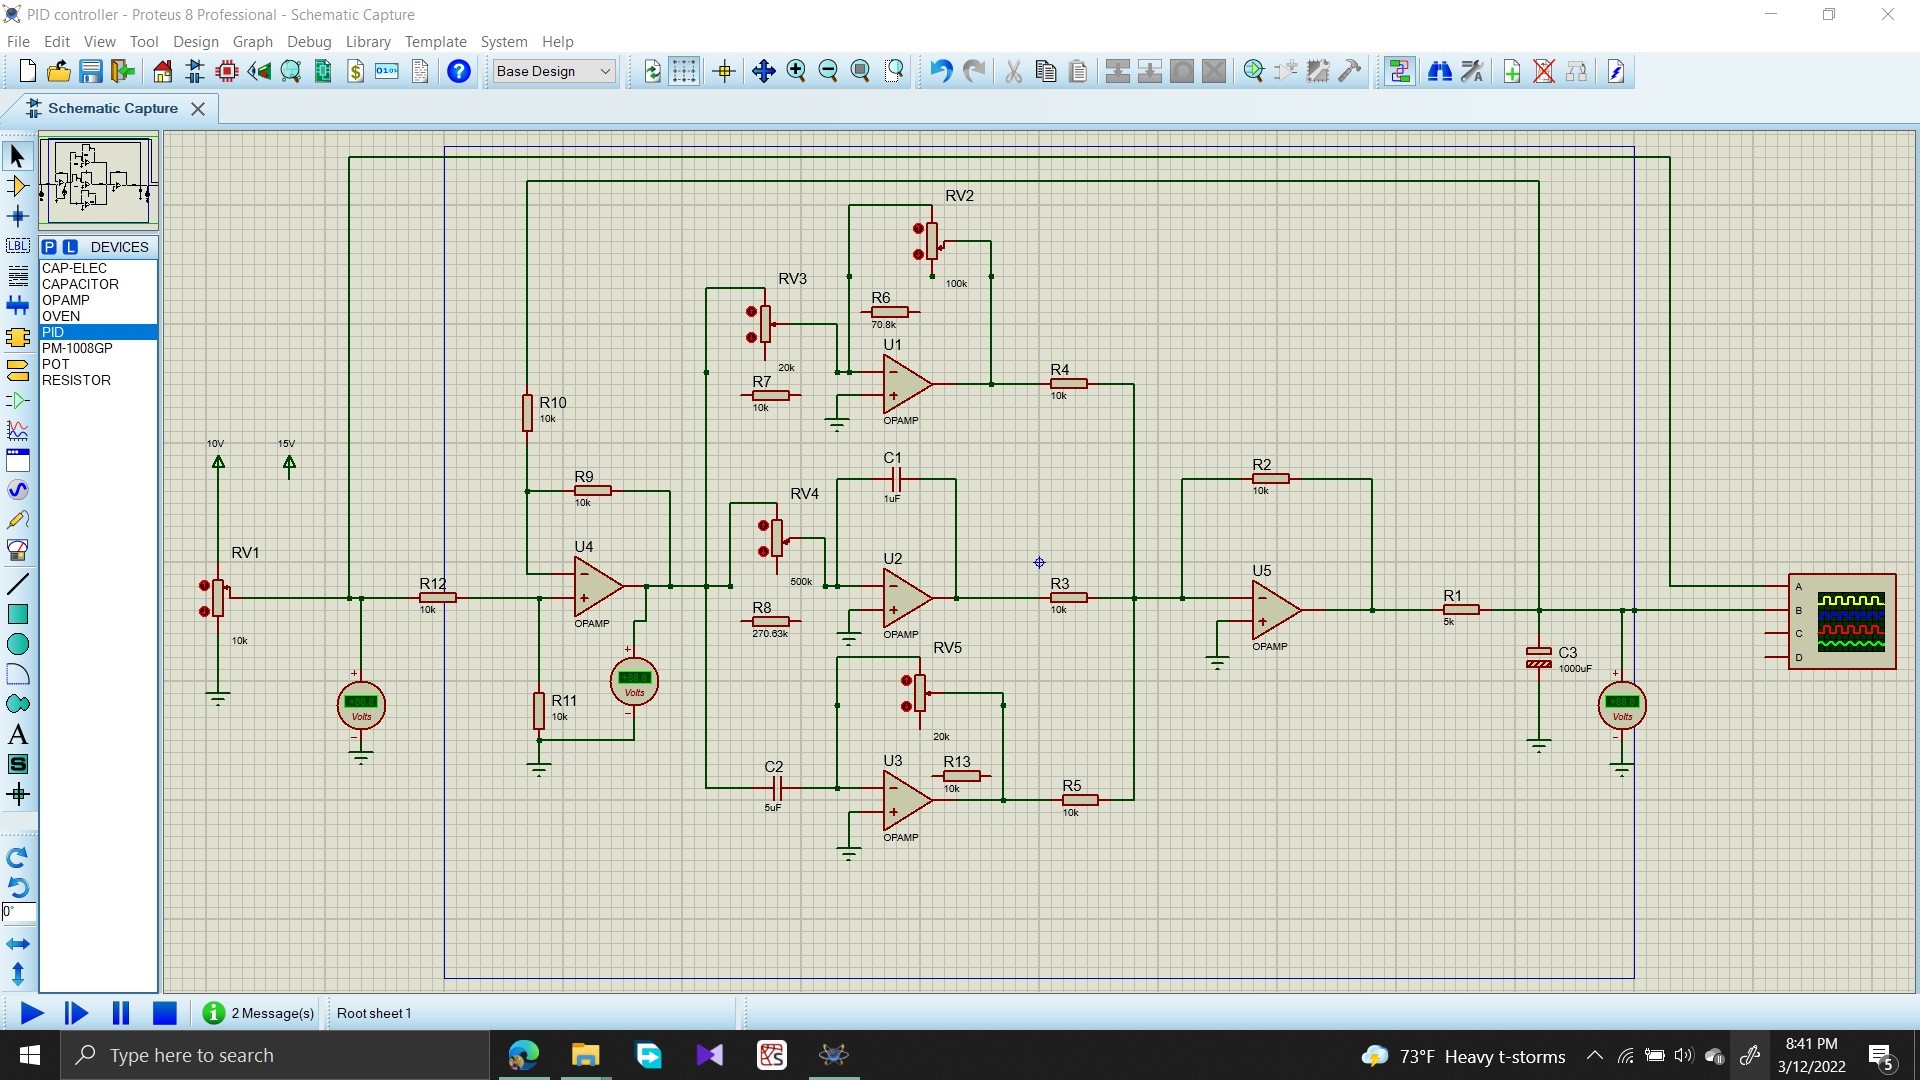 PID controller - Proteus 8 Professional - Schematic Capture
File Edit View Tool Design Graph Debug Library Template System Help
Base Design
Schematic Capture
P L DEVICES
CAP-ELEC
CAPACITOR
OPAMP
OVEN
PID
PM-1008GP
POT
RESISTOR
LBL
A
S
0°
RV2
100k
RV3
20k
R6
70.8k
U1
OPAMP
R7
10k
R4
10k
R10
10k
10V
15V
C1
1uF
R2
10k
R9
10k
RV4
500k
RV1
10k
U4
OPAMP
U2
OPAMP
R12
10k
R3
10k
U5
OPAMP
R1
5k
A
B
C
D
R8
270.63k
RV5
20k
C3
1000uF
R11
10k
Volts
Volts
Volts
C2
5uF
U3
OPAMP
R13
10k
R5
10k
2 Message(s)
Root sheet 1
Type here to search
73°F Heavy t-storms
8:41 PM
3/12/2022
5